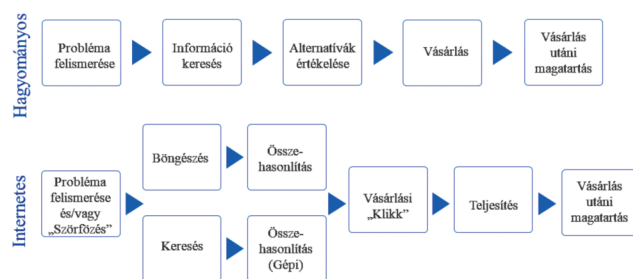 Hagyományos
Probléma
felismerése
Információ
keresés
Alternatívák
értékelése
Vásárlás
Vásárlás
utáni
magatartás
Internetes
Probléma
felismerése
és/vagy
„Szörfözés”
Böngészés
Össze-
hasonlítás
Keresés
Össze-
hasonlítás
(Gépi)
Vásárlási
„Klikk”
Teljesítés
Vásárlás
utáni
magatartás